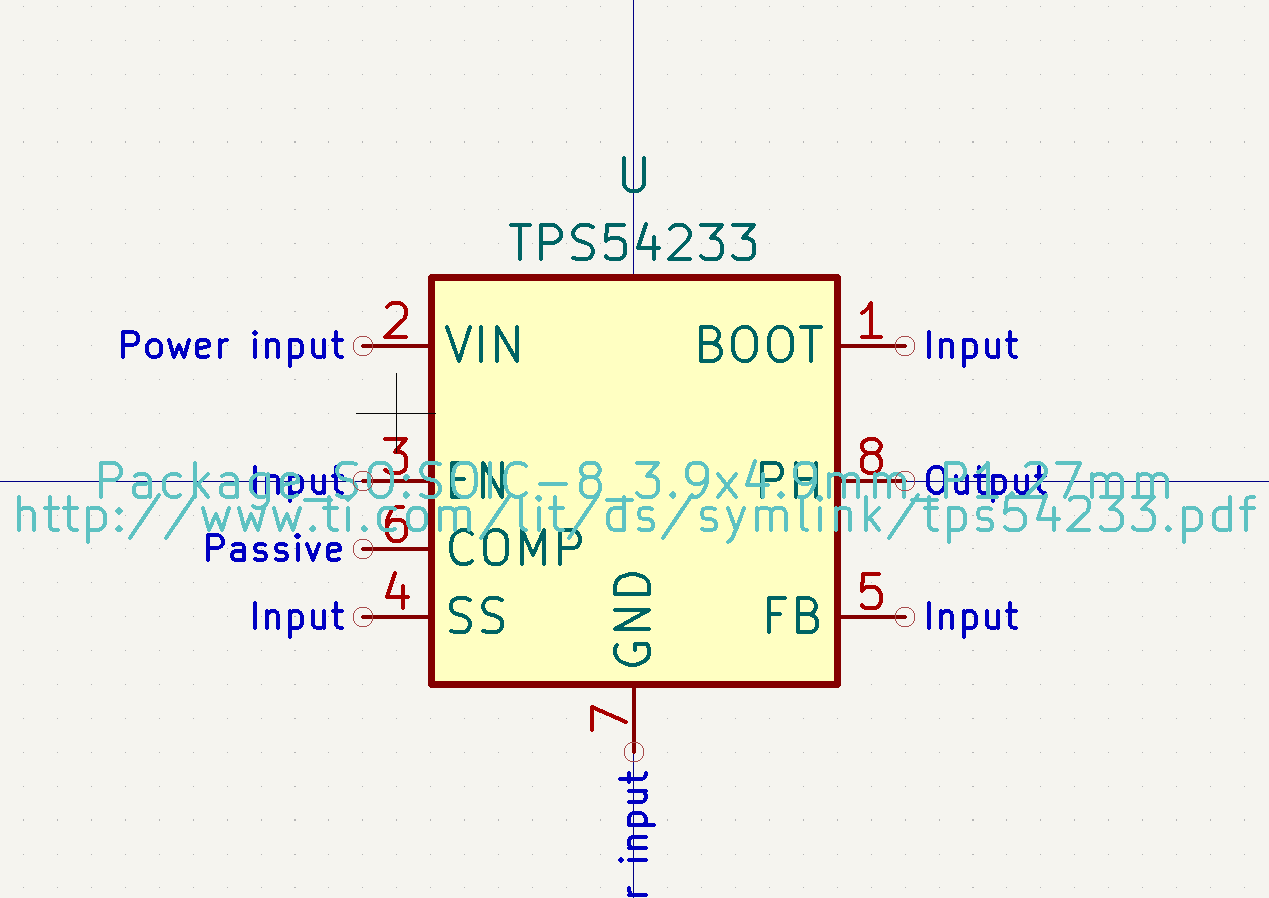 U
TPS54233
2
Power input
VIN
BOOT
1
Input
3
Input
EN
PH
8
Output
Package_SO:SOIC-8_3.9x4.9mm_P1.27mm
http://www.ti.com/lit/ds/symlink/tps54233.pdf
6
Passive
COMP
4
Input
SS
GND
FB
5
Input
7
r input